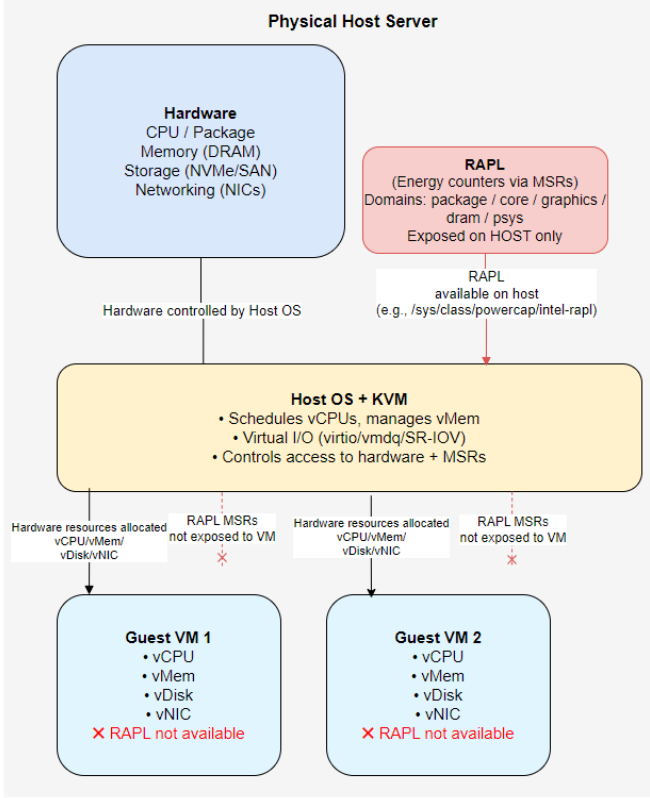 Physical Host Server
Hardware
CPU / Package
Memory (DRAM)
Storage (NVMe/SAN)
Networking (NICs)
RAPL
(Energy counters via MSRs)
Domains: package / core / graphics /
dram / psys
Exposed on HOST only
Hardware controlled by Host OS
RAPL
available on host
(e.g., /sys/class/powercap/intel-rapl)
Host OS + KVM
• Schedules vCPUs, manages vMem
• Virtual I/O (virtio/vmdq/SR-IOV)
• Controls access to hardware + MSRs
Hardware resources allocated
vCPU/vMem/
vDisk/vNIC
RAPL MSRs
not exposed to VM
Hardware resources allocated
vCPU/vMem/
vDisk/vNIC
RAPL MSRs
not exposed to VM
Guest VM 1
• vCPU
• vMem
• vDisk
• vNIC
✕ RAPL not available
Guest VM 2
• vCPU
• vMem
• vDisk
• vNIC
✕ RAPL not available